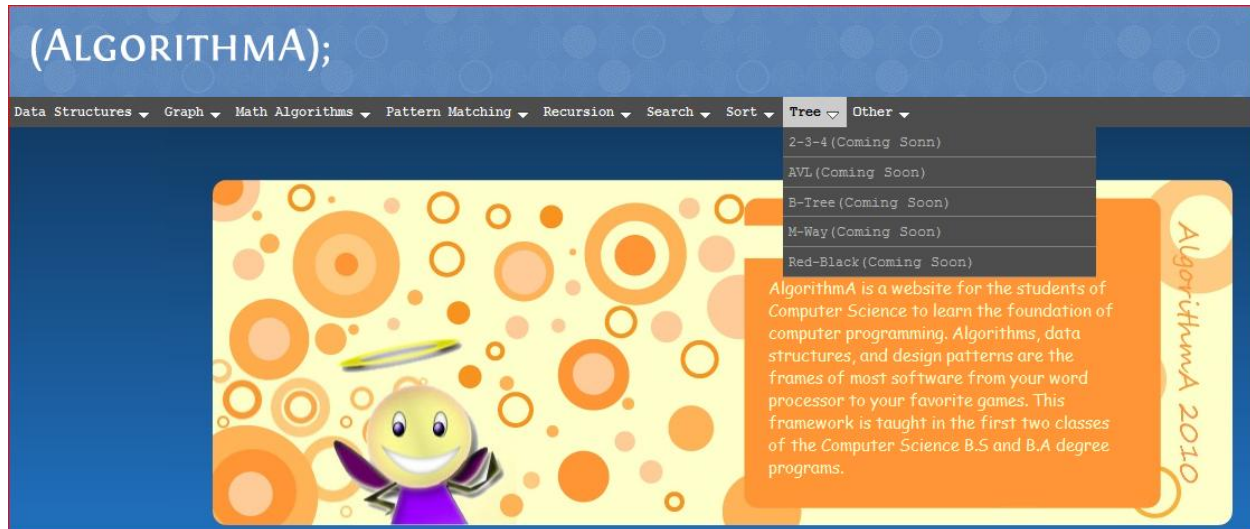 (ALGORITHMA);
Data Structures Graph Math Algorithms Pattern Matching Recursion Search Sort Tree Other
2-3-4(Coming Sonn)
AVL(Coming Soon)
B-Tree(Coming Soon)
M-Way(Coming Soon)
Red-Black(Coming Soon)
AlgorithmA is a website for the students of
Computer Science to learn the foundation of
computer programming. Algorithms, data
structures, and design patterns are the
frames of most software from your word
processor to your favorite games. This
framework is taught in the first two classes
of the Computer Science B.S and B.A degree
programs.
AlgorithmA 2010